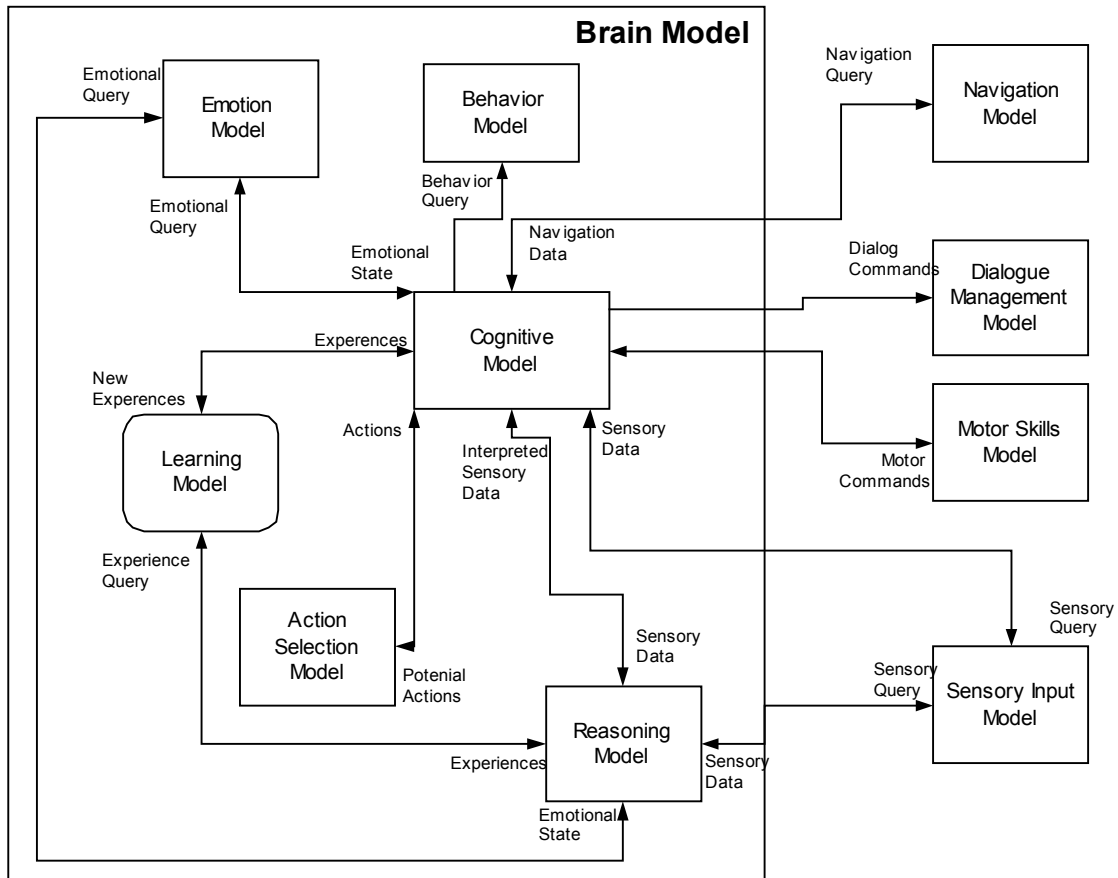 Brain Model
Emotional
Query
Emotion
Model
Behavior
Model
Navigation
Query
Navigation
Model
Emotional
Query
Behavior
Query
Navigation
Data
Emotional
State
Dialog
Commands
Dialogue
Management
Model
Experences
Cognitive
Model
New
Experences
Learning
Model
Actions
Interpreted
Sensory
Data
Sensory
Data
Motor Skills
Model
Motor
Commands
Experience
Query
Action
Selection
Model
Potenial
Actions
Sensory
Data
Sensory
Query
Sensory
Query
Sensory Input
Model
Reasoning
Model
Experiences
Sensory
Data
Emotional
State